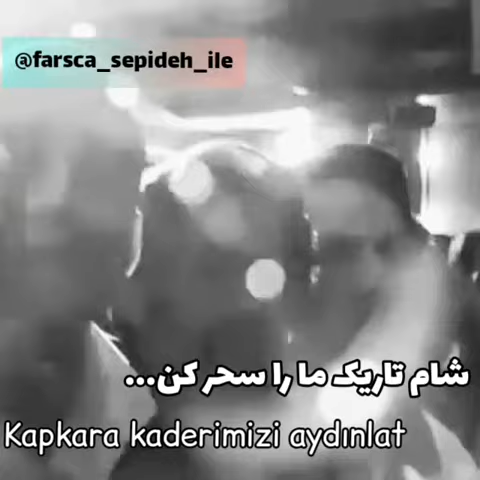 @farsca_sepideh_ile
شام تاریک ما را سحر کن...
Kapkara kaderimizi aydınlat